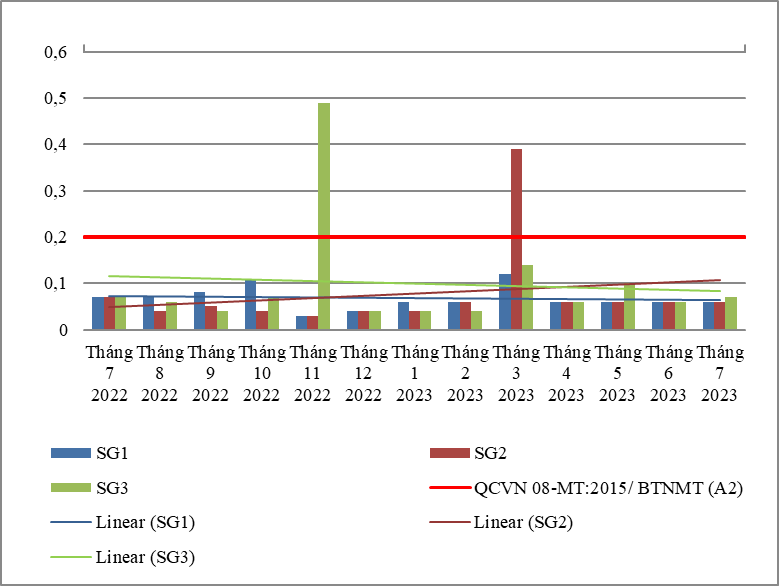 0,6
0,5
0,4
0,3
0,2
0,1
0
Tháng Tháng Tháng Tháng Tháng Tháng Tháng Tháng Tháng Tháng Tháng Tháng Tháng
7 8 9 10 11 12 1 2 3 4 5 6 7
2022 2022 2022 2022 2022 2022 2023 2023 2023 2023 2023 2023 2023
SG1 SG2
SG3 QCVN 08-MT:2015/ BTNMT (A2)
Linear (SG1) Linear (SG2)
Linear (SG3)